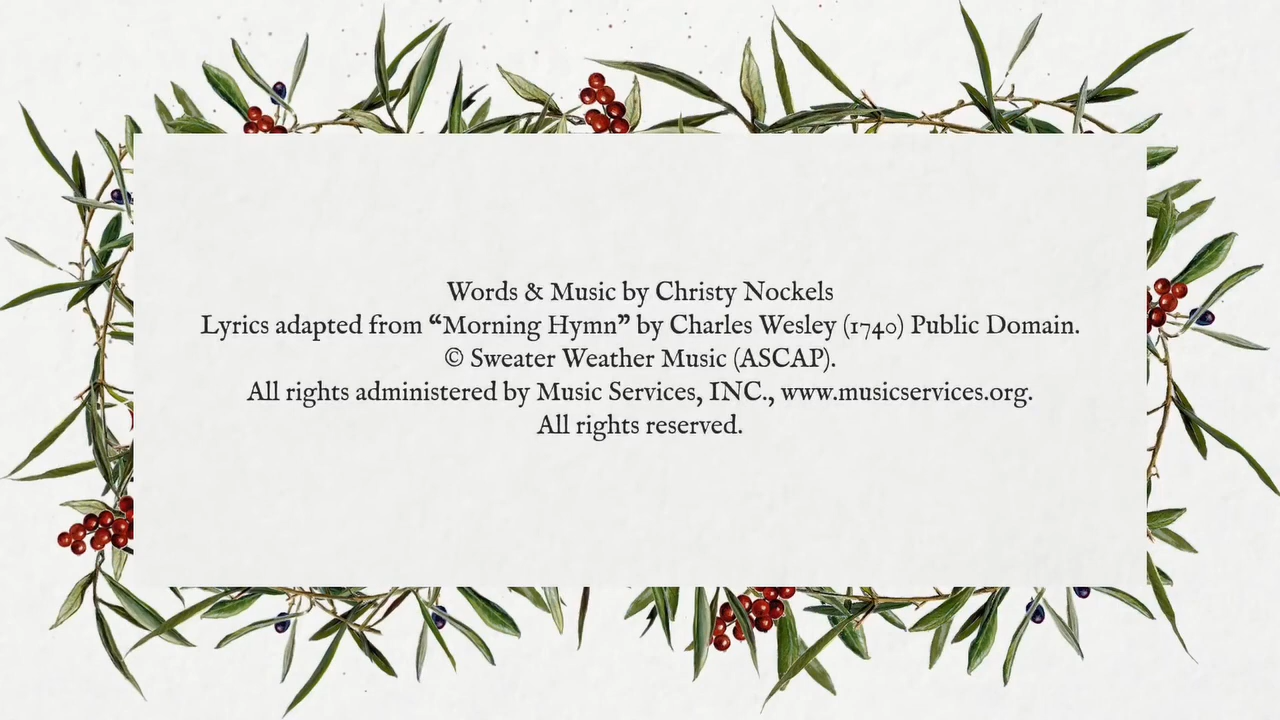 Words & Music by Christy Nockels
Lyrics adapted from “Morning Hymn” by Charles Wesley (1740) Public Domain.
© Sweater Weather Music (ASCAP).
All rights administered by Music Services, INC., www.musicservices.org.
All rights reserved.